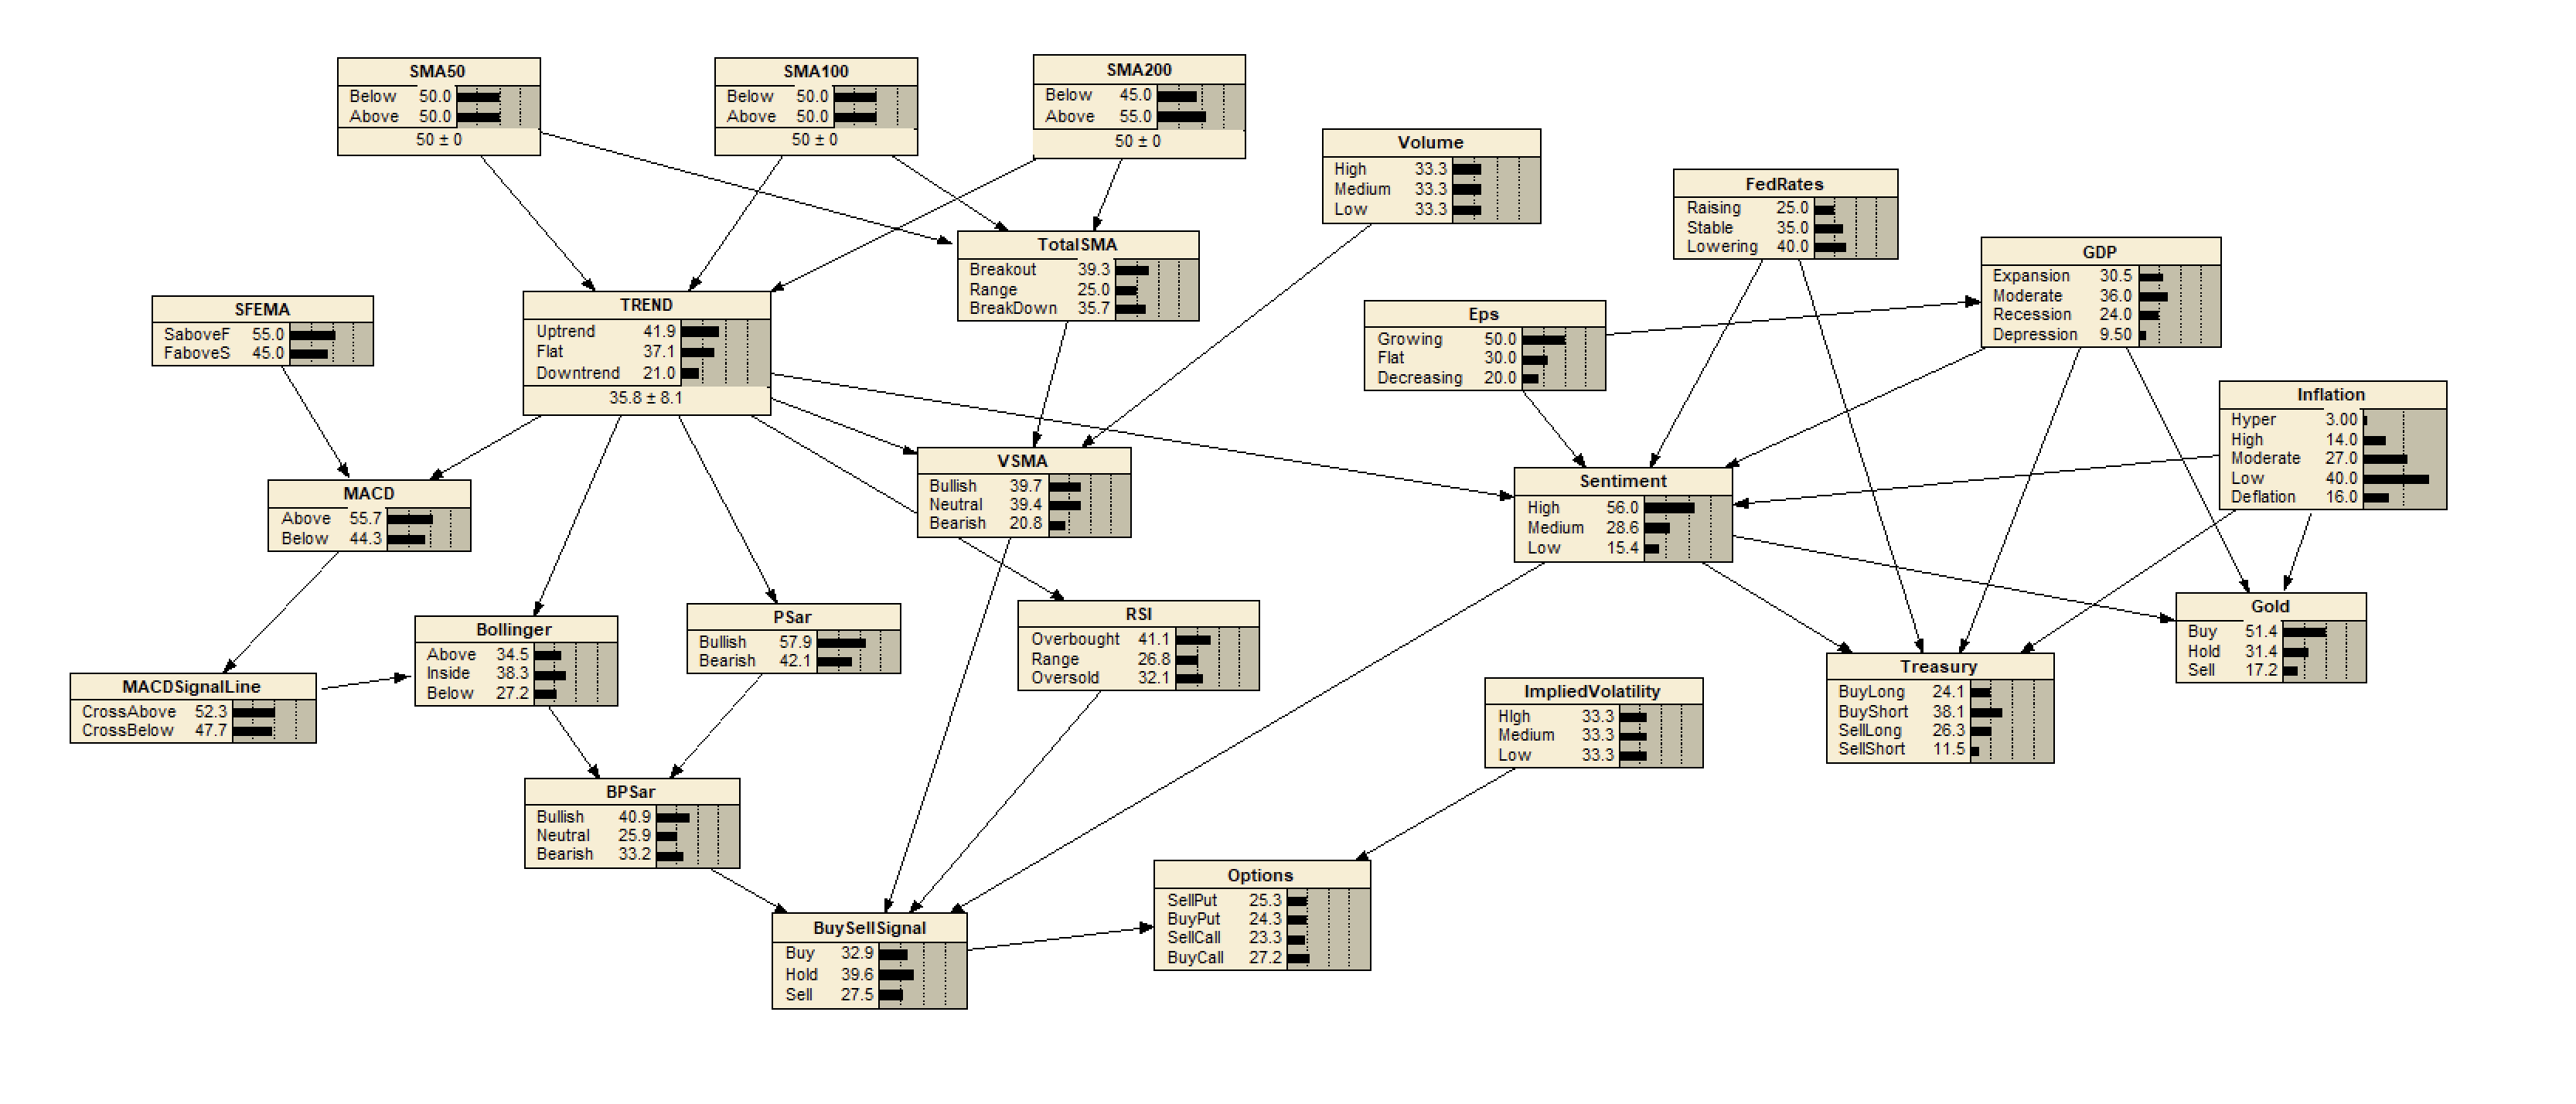 SMA50
Below 50.0
Above 50.0
50 ± 0
SMA100
Below 50.0
Above 50.0
50 ± 0
SMA200
Below 45.0
Above 55.0
50 ± 0
Volume
High 33.3
Medium 33.3
Low 33.3
FedRates
Raising 25.0
Stable 35.0
Lowering 40.0
TotalSMA
Breakout 39.3
Range 25.0
BreakDown 35.7
GDP
Expansion 30.5
Moderate 36.0
Recession 24.0
Depression 9.50
SFEMA
SaboveF 55.0
FaboveS 45.0
TREND
Uptrend 41.9
Flat 37.1
Downtrend 21.0
35.8 ± 8.1
Eps
Growing 50.0
Flat 30.0
Decreasing 20.0
Inflation
Hyper 3.00
High 14.0
Moderate 27.0
Low 40.0
Deflation 16.0
MACD
Above 55.7
Below 44.3
VSMA
Bullish 39.7
Neutral 39.4
Bearish 20.8
Sentiment
High 56.0
Medium 28.6
Low 15.4
Bollinger
Above 34.5
Inside 38.3
Below 27.2
PSar
Bullish 57.9
Bearish 42.1
RSI
Overbought 41.1
Range 26.8
Oversold 32.1
Gold
Buy 51.4
Hold 31.4
Sell 17.2
MACDSignalLine
CrossAbove 52.3
CrossBelow 47.7
ImpliedVolatility
HIgh 33.3
Medium 33.3
Low 33.3
Treasury
BuyLong 24.1
BuyShort 38.1
SellLong 26.3
SellShort 11.5
BPSar
Bullish 40.9
Neutral 25.9
Bearish 33.2
Options
SellPut 25.3
BuyPut 24.3
SellCall 23.3
BuyCall 27.2
BuySellSignal
Buy 32.9
Hold 39.6
Sell 27.5